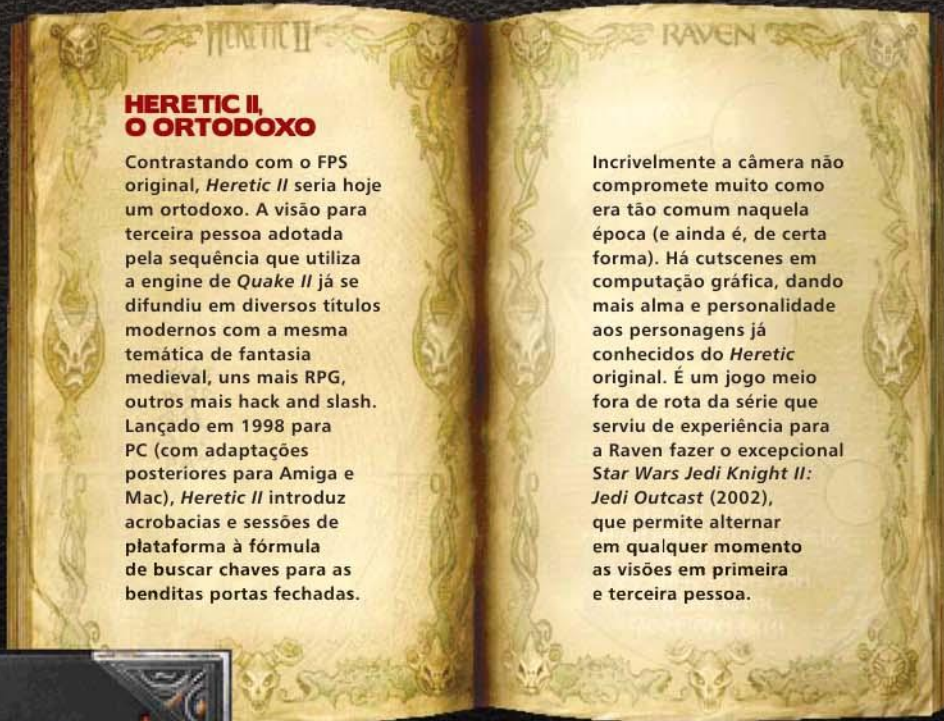 HERETIC II
HERETIC II,
O ORTODOXO
Contrastando com o FPS
original, Heretic II seria hoje
um ortodoxo. A visão para
terceira pessoa adotada
pela sequência que utiliza
a engine de Quake II já se
difundiu em diversos títulos
modernos com a mesma
temática de fantasia
medieval, uns mais RPG,
outros mais hack and slash.
Lançado em 1998 para
PC (com adaptações
posteriores para Amiga e
Mac), Heretic II introduz
acrobacias e sessões de
plataforma à fórmula
de buscar chaves para as
benditas portas fechadas.
RAVEN
Incrivelmente a câmera não
compromete muito como
era tão comum naquela
época (e ainda é, de certa
forma). Há cutscenes em
computação gráfica, dando
mais alma e personalidade
aos personagens já
conhecidos do Heretic
original. É um jogo meio
fora de rota da série que
serviu de experiência para
a Raven fazer o excepcional
Star Wars Jedi Knight II:
Jedi Outcast (2002),
que permite alternar
em qualquer momento
as visões em primeira
e terceira pessoa.